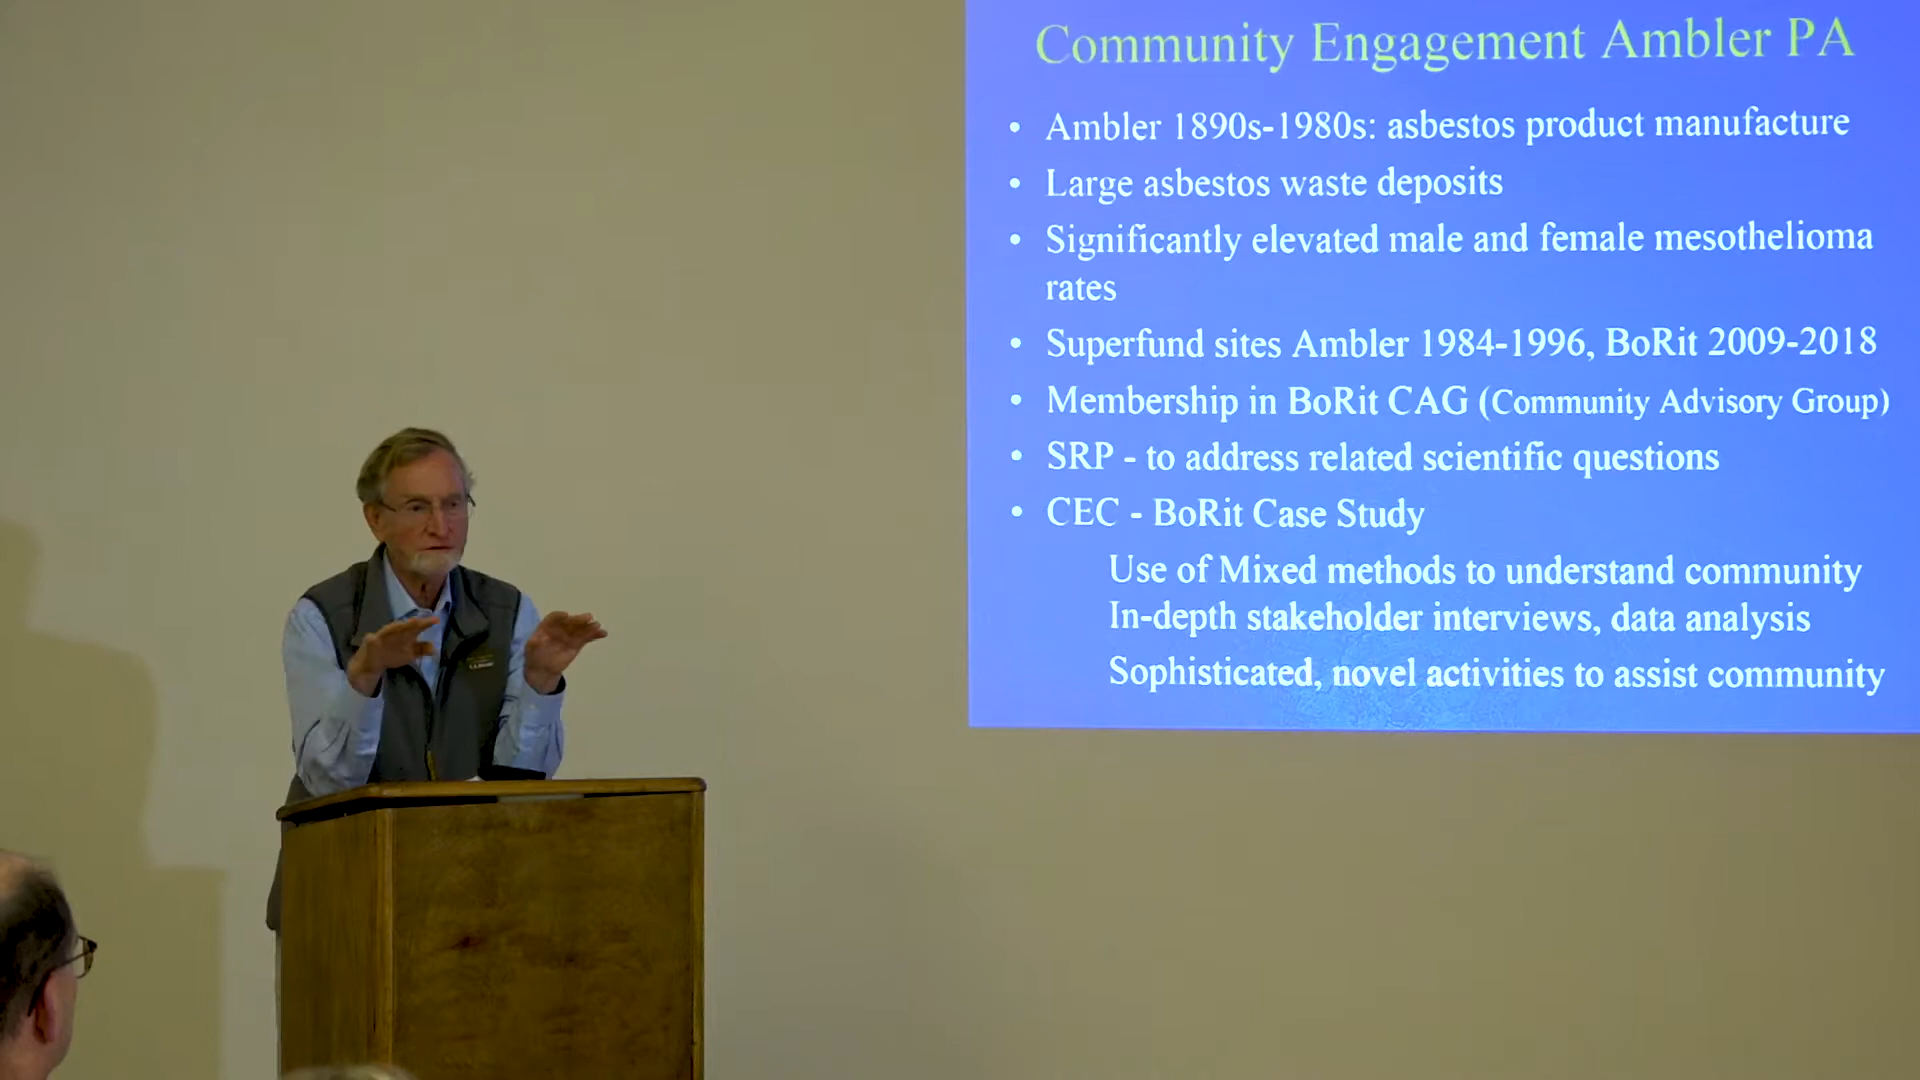 Community Engagement Ambler PA
• Ambler 1890s-1980s: asbestos product manufacture
• Large asbestos waste deposits
• Significantly elevated male and female mesothelioma
rates
• Superfund sites Ambler 1984-1996, BoRit 2009-2018
• Membership in BoRit CAG (Community Advisory Group)
• SRP - to address related scientific questions
• CEC - BoRit Case Study
Use of Mixed methods to understand community
In-depth stakeholder interviews, data analysis
Sophisticated, novel activities to assist community